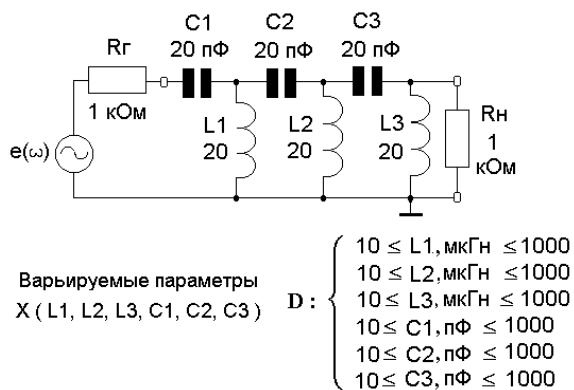 C1 C2 C3
20 пФ 20 пФ 20 пФ
Rг
1 кОм
e(ω)
L1
20
L2
20
L3
20
Rн
1
кОм
Варьируемые параметры
X ( L1, L2, L3, C1, C2, C3 )
D :
10 ≤ L1, мкГн ≤ 1000
10 ≤ L2, мкГн ≤ 1000
10 ≤ L3, мкГн ≤ 1000
10 ≤ C1, пФ ≤ 1000
10 ≤ C2, пФ ≤ 1000
10 ≤ C3, пФ ≤ 1000